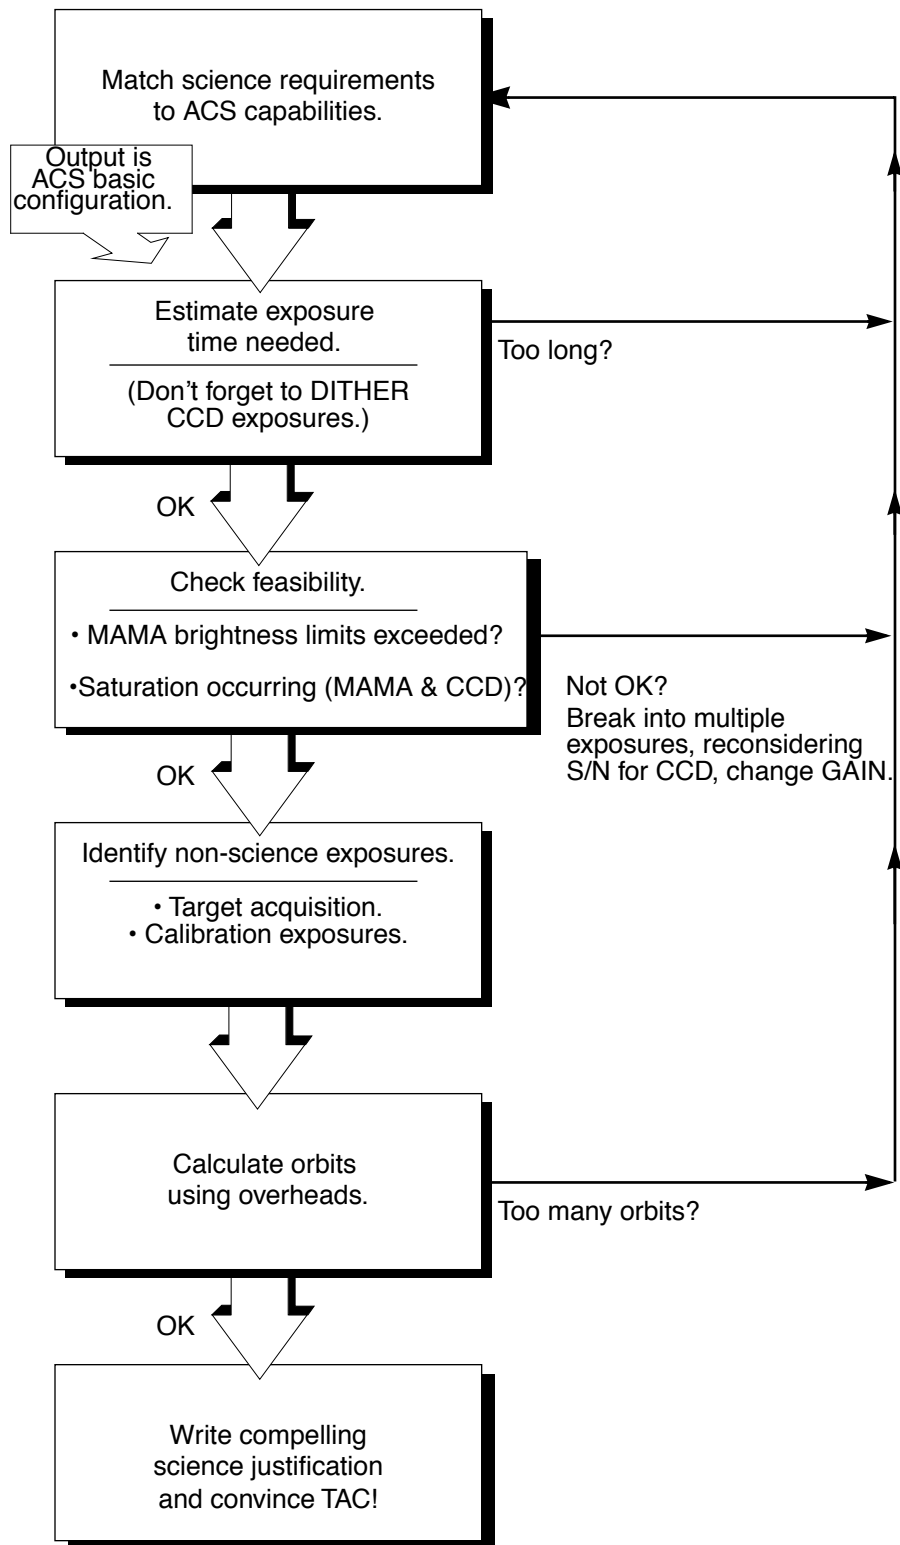 Match science requirements
to ACS capabilities.
Output is
ACS basic
configuration.
Estimate exposure
time needed.
(Don't forget to DITHER
CCD exposures.)
Too long?
OK
Check feasibility.
• MAMA brightness limits exceeded?
•Saturation occurring (MAMA & CCD)?
Not OK?
Break into multiple
exposures, reconsidering
S/N for CCD, change GAIN.
OK
Identify non-science exposures.
• Target acquisition.
• Calibration exposures.
Calculate orbits
using overheads.
Too many orbits?
OK
Write compelling
science justification
and convince TAC!